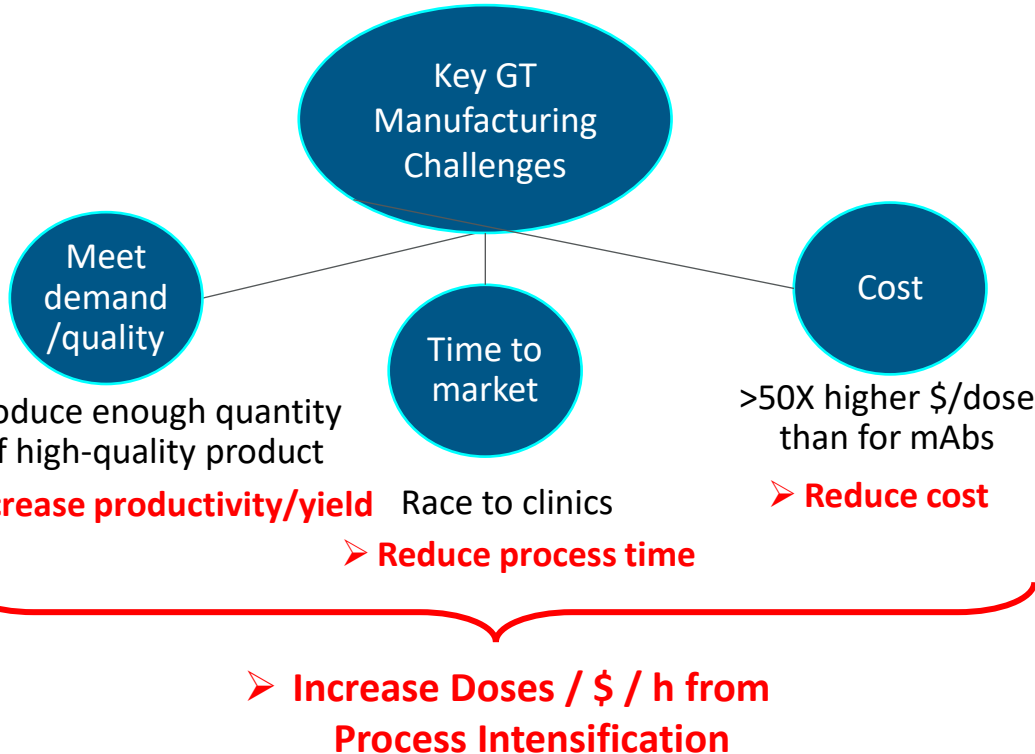 Key GT
Manufacturing
Challenges
Meet
demand
/quality
oduce enough quantity
f high-quality product
crease productivity/yield
Time to
market
Race to clinics
➢ Reduce process time
Cost
>50X higher $/dose
than for mAbs
➢ Reduce cost
➢ Increase Doses / $ / h from
Process Intensification